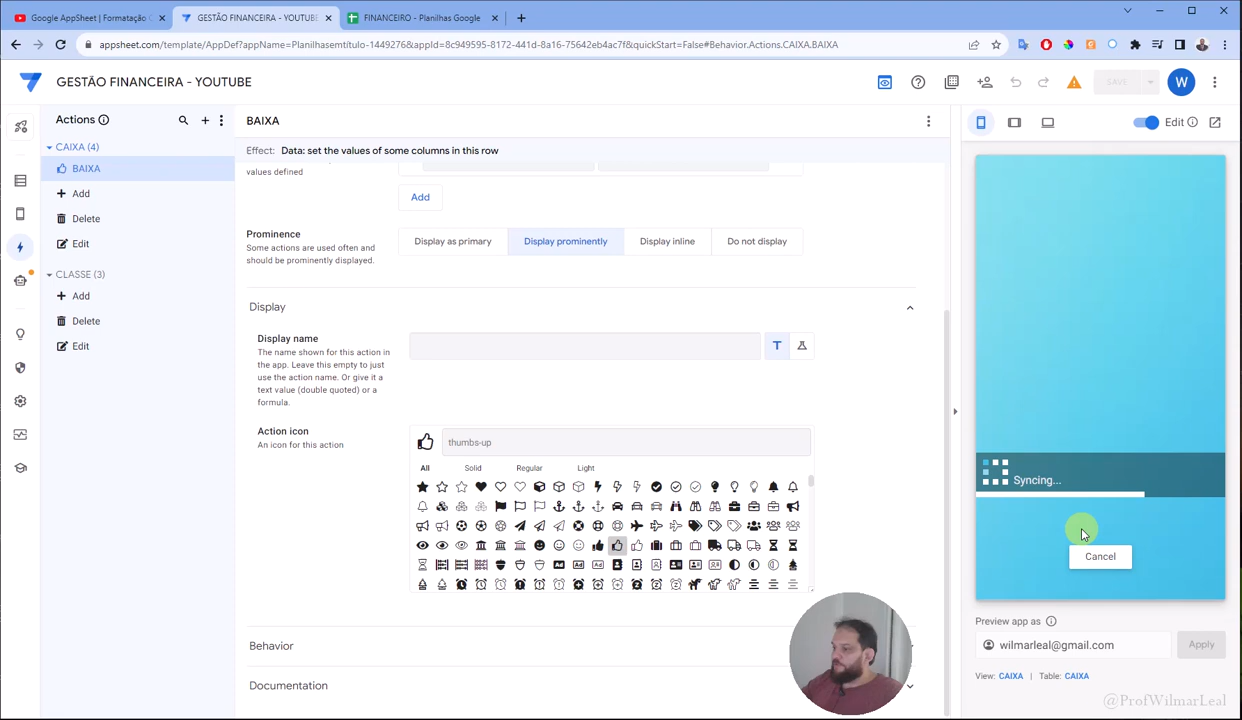 Google AppSheet | Formatação C
GESTÃO FINANCEIRA - YOUTUBE
FINANCEIRO - Planilhas Google
appsheet.com/template/AppDef?appName=Planilhasemtítulo-1449276&appId=8c949595-8172-441d-8a16-75642eb4ac7f&quickStart=False#Behavior.Actions.CAIXA.BAIXA
GESTÃO FINANCEIRA - YOUTUBE
SAVE
W
Actions
CAIXA (4)
BAIXA
Add
Delete
Edit
CLASSE (3)
Add
Delete
Edit
BAIXA
Effect: Data: set the values of some columns in this row
values defined
Add
Prominence
Some actions are used often and
should be prominently displayed.
Display as primary
Display prominently
Display inline
Do not display
Display
Display name
The name shown for this action in
the app. Leave this empty to just
use the action name. Or give it a
text value (double quoted) or a
formula.
T
Action icon
An icon for this action
thumbs-up
All Solid Regular Light
Behavior
Documentation
Edit
Syncing...
Cancel
Preview app as
wilmarleal@gmail.com
Apply
View: CAIXA Table: CAIXA
@ProfWilmarLeal